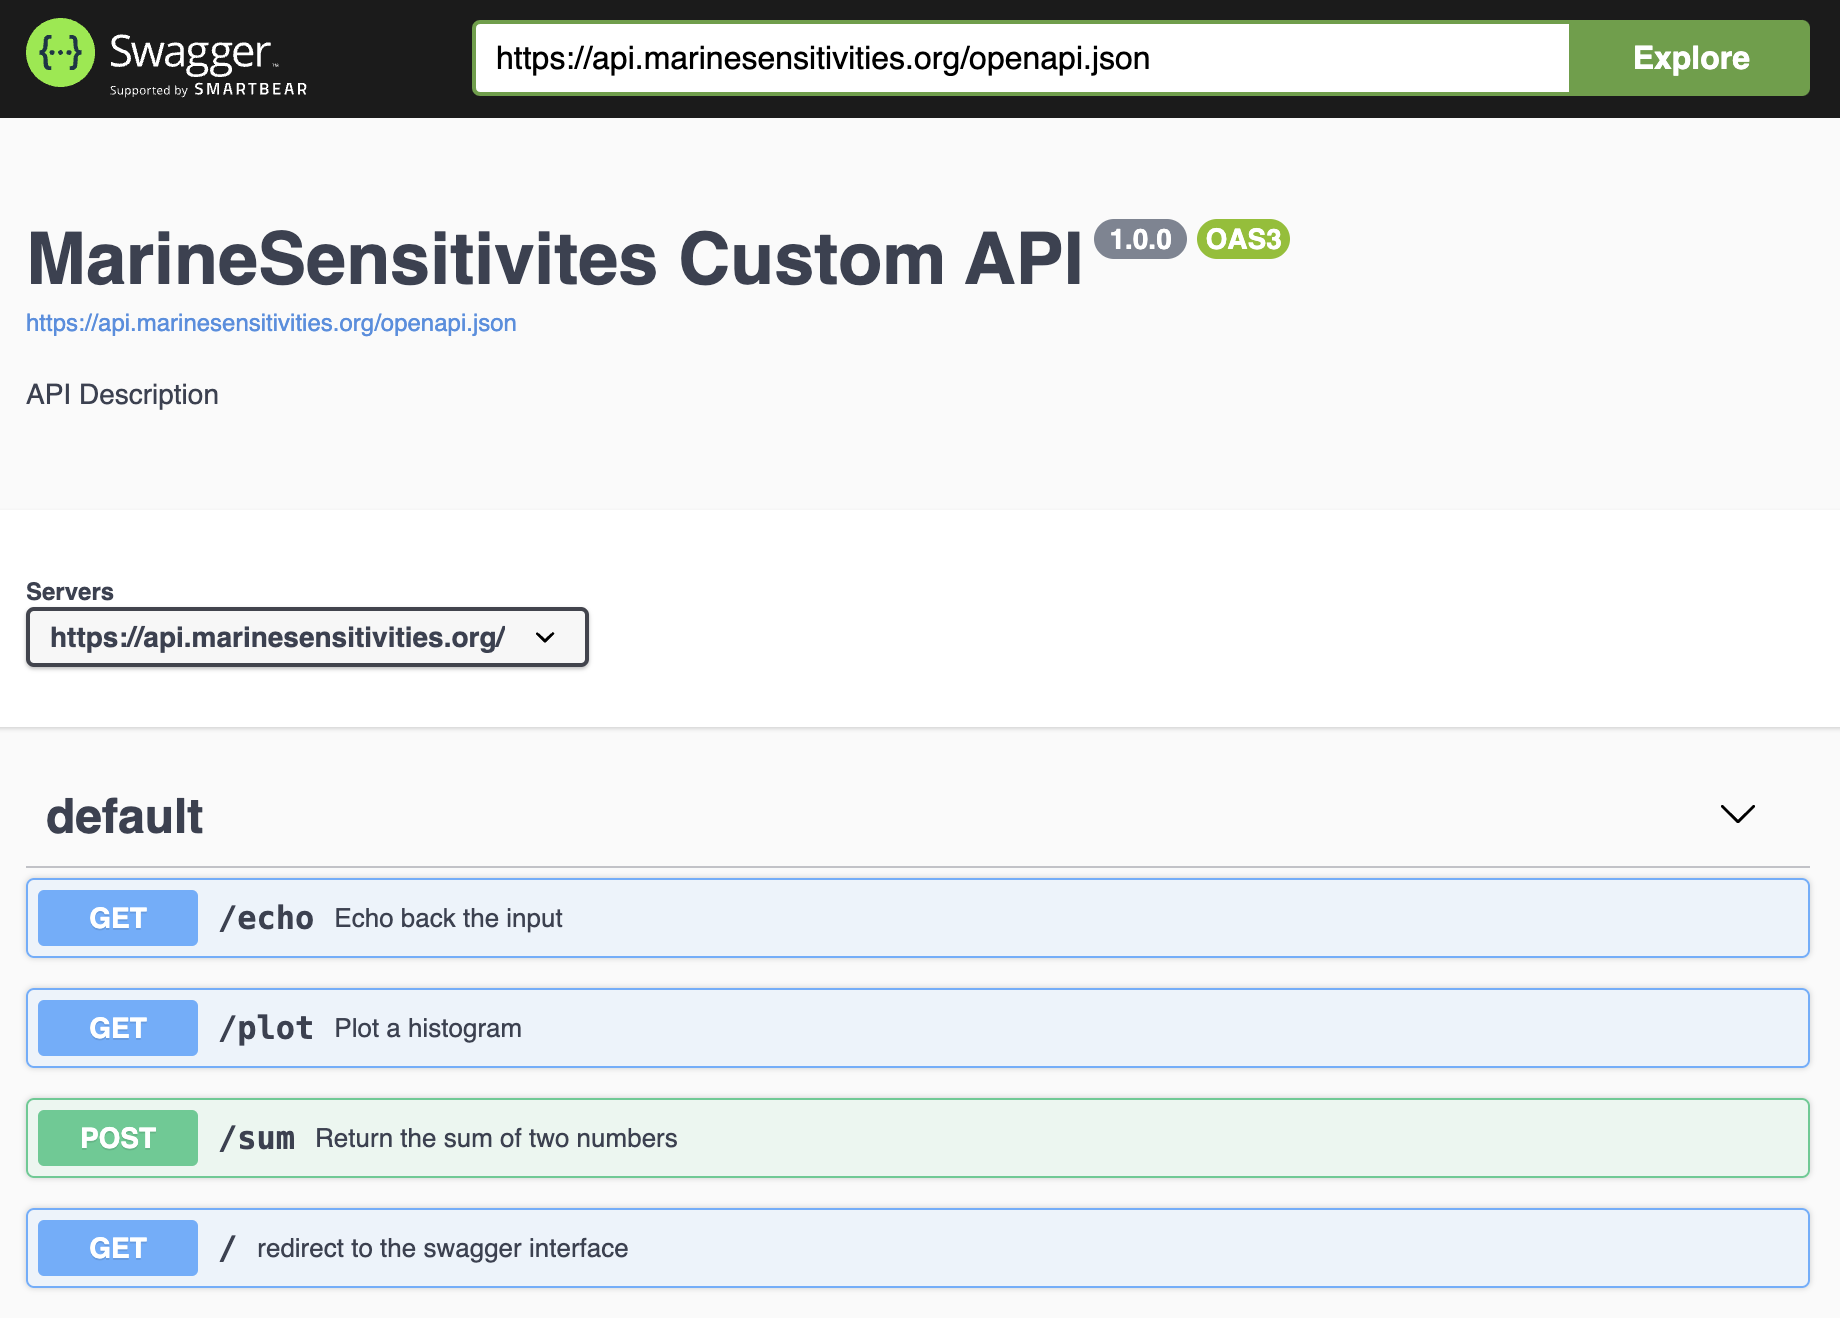 {···} Swagger™
Supported by SMARTBEAR
https://api.marinesensitivities.org/openapi.json
Explore
MarineSensitivites Custom API 1.0.0 OAS3
https://api.marinesensitivities.org/openapi.json
API Description
Servers
https://api.marinesensitivities.org/
default
GET /echo Echo back the input
GET /plot Plot a histogram
POST /sum Return the sum of two numbers
GET / redirect to the swagger interface